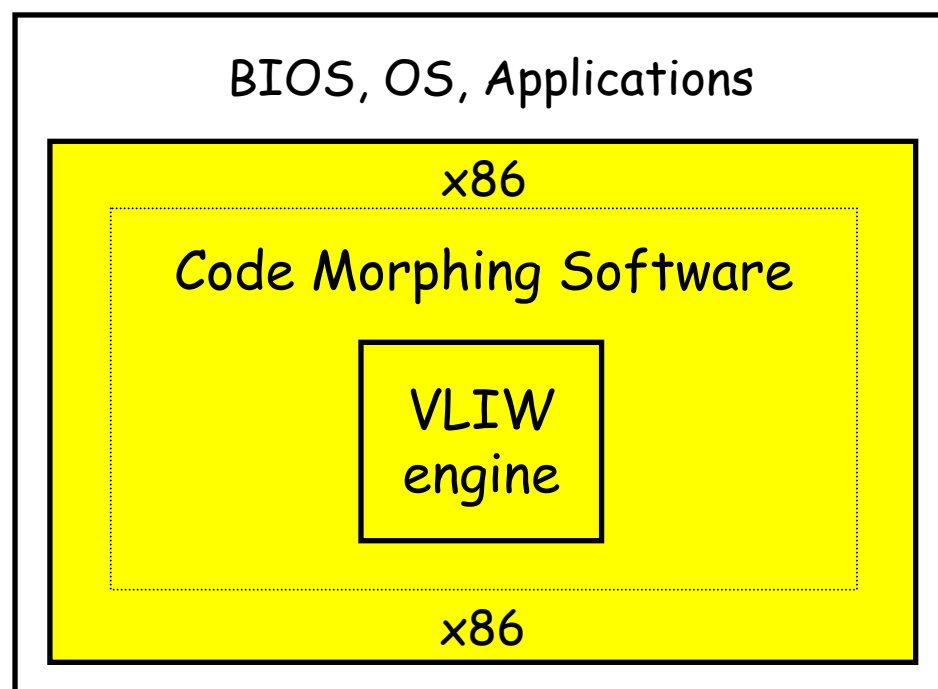 BIOS, OS, Applications
x86
Code Morphing Software
VLIW
engine
x86